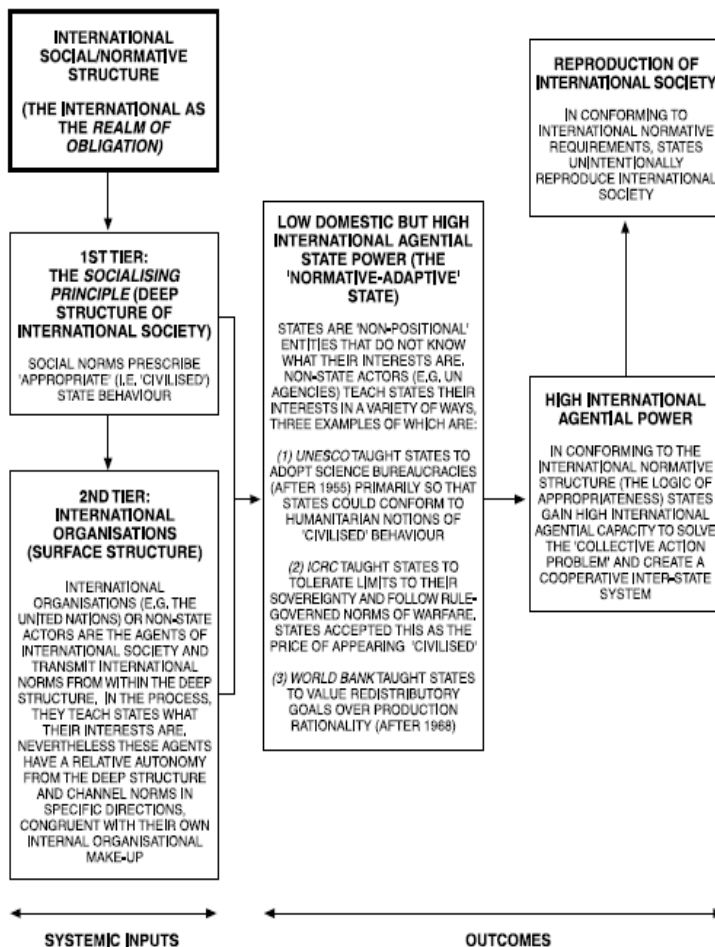 INTERNATIONAL
SOCIAL/NORMATIVE
STRUCTURE
(THE INTERNATIONAL AS
THE REALM OF
OBLIGATION)
1ST TIER:
THE SOCIALISING
PRINCIPLE (DEEP
STRUCTURE OF
INTERNATIONAL SOCIETY)
SOCIAL NORMS PRESCRIBE
'APPROPRIATE' (I.E. 'CIVILISED')
STATE BEHAVIOUR
2ND TIER:
INTERNATIONAL
ORGANISATIONS
(SURFACE STRUCTURE)
INTERNATIONAL
ORGANISATIONS (E.G. THE
UNITED NATIONS) OR NON-STATE
ACTORS ARE THE AGENTS OF
INTERNATIONAL SOCIETY AND
TRANSMIT INTERNATIONAL
NORMS FROM WITHIN THE DEEP
STRUCTURE. IN THE PROCESS,
THEY TEACH STATES WHAT
THEIR INTERESTS ARE.
NEVERTHELESS THESE AGENTS
HAVE A RELATIVE AUTONOMY
FROM THE DEEP STRUCTURE
AND CHANNEL NORMS IN
SPECIFIC DIRECTIONS,
CONGRUENT WITH THEIR OWN
INTERNAL ORGANISATIONAL
MAKE-UP
LOW DOMESTIC BUT HIGH
INTERNATIONAL AGENTIAL
STATE POWER (THE
'NORMATIVE-ADAPTIVE'
STATE)
STATES ARE 'NON-POSITIONAL'
ENTITIES THAT DO NOT KNOW
WHAT THEIR INTERESTS ARE.
NON-STATE ACTORS (E.G. UN
AGENCIES) TEACH STATES THEIR
INTERESTS IN A VARIETY OF WAYS,
THREE EXAMPLES OF WHICH ARE:
(1) UNESCO TAUGHT STATES TO
ADOPT SCIENCE BUREAUCRACIES
(AFTER 1955) PRIMARILY SO THAT
STATES COULD CONFORM TO
HUMANITARIAN NOTIONS OF
'CIVILISED' BEHAVIOUR
(2) ICRC TAUGHT STATES TO
TOLERATE LIMITS TO THEIR
SOVEREIGNTY AND FOLLOW RULE-
GOVERNED NORMS OF WARFARE.
STATES ACCEPTED THIS AS THE
PRICE OF APPEARING 'CIVILISED'
(3) WORLD BANK TAUGHT STATES
TO VALUE REDISTRIBUTORY
GOALS OVER PRODUCTION
RATIONALITY (AFTER 1968)
REPRODUCTION OF
INTERNATIONAL SOCIETY
IN CONFORMING TO
INTERNATIONAL NORMATIVE
REQUIREMENTS, STATES
UNINTENTIONALLY
REPRODUCE INTERNATIONAL
SOCIETY
HIGH INTERNATIONAL
AGENTIAL POWER
IN CONFORMING TO THE
INTERNATIONAL NORMATIVE
STRUCTURE (THE LOGIC OF
APPROPRIATENESS) STATES
GAIN HIGH INTERNATIONAL
AGENTIAL CAPACITY TO SOLVE
THE 'COLLECTIVE ACTION
PROBLEM' AND CREATE A
COOPERATIVE INTER-STATE
SYSTEM
SYSTEMIC INPUTS
OUTCOMES